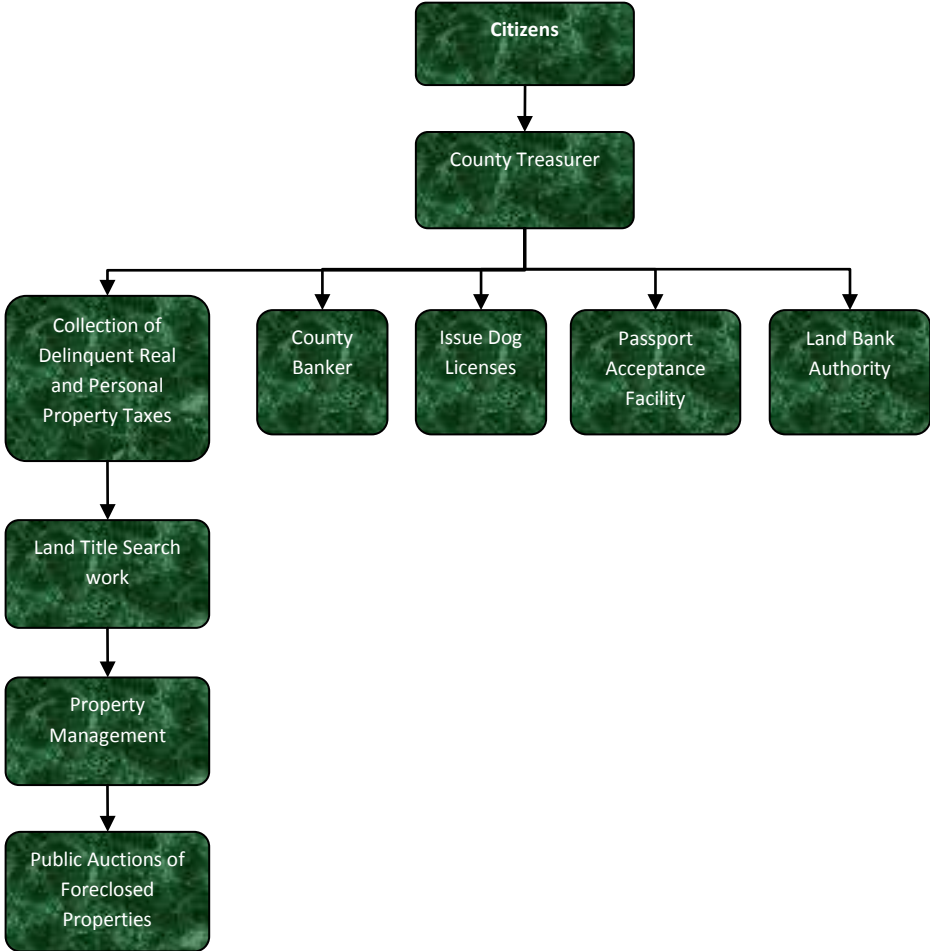 Citizens
County Treasurer
Collection of
Delinquent Real
and Personal
Property Taxes
County
Banker
Issue Dog
Licenses
Passport
Acceptance
Facility
Land Bank
Authority
Land Title Search
work
Property
Management
Public Auctions of
Foreclosed
Properties